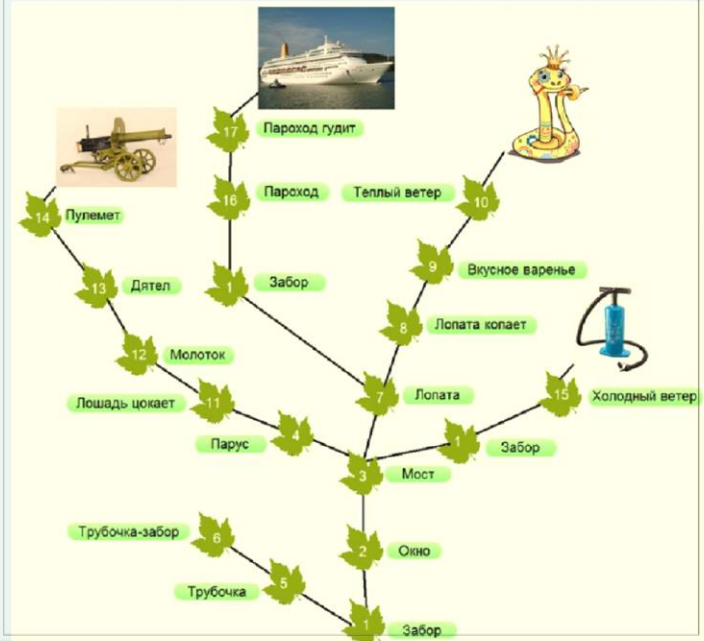 17 Пароход гудит
16 Пароход
Теплый ветер 10
14 Пулемет
9 Вкусное варенье
13 Дятел
1 Забор
8 Лопата копает
12 Молоток
7 Лопата
15 Холодный ветер
Лошадь цокает 11
4
Парус
1 Забор
3 Мост
Трубочка-забор 6
2 Окно
5
Трубочка
1 Забор